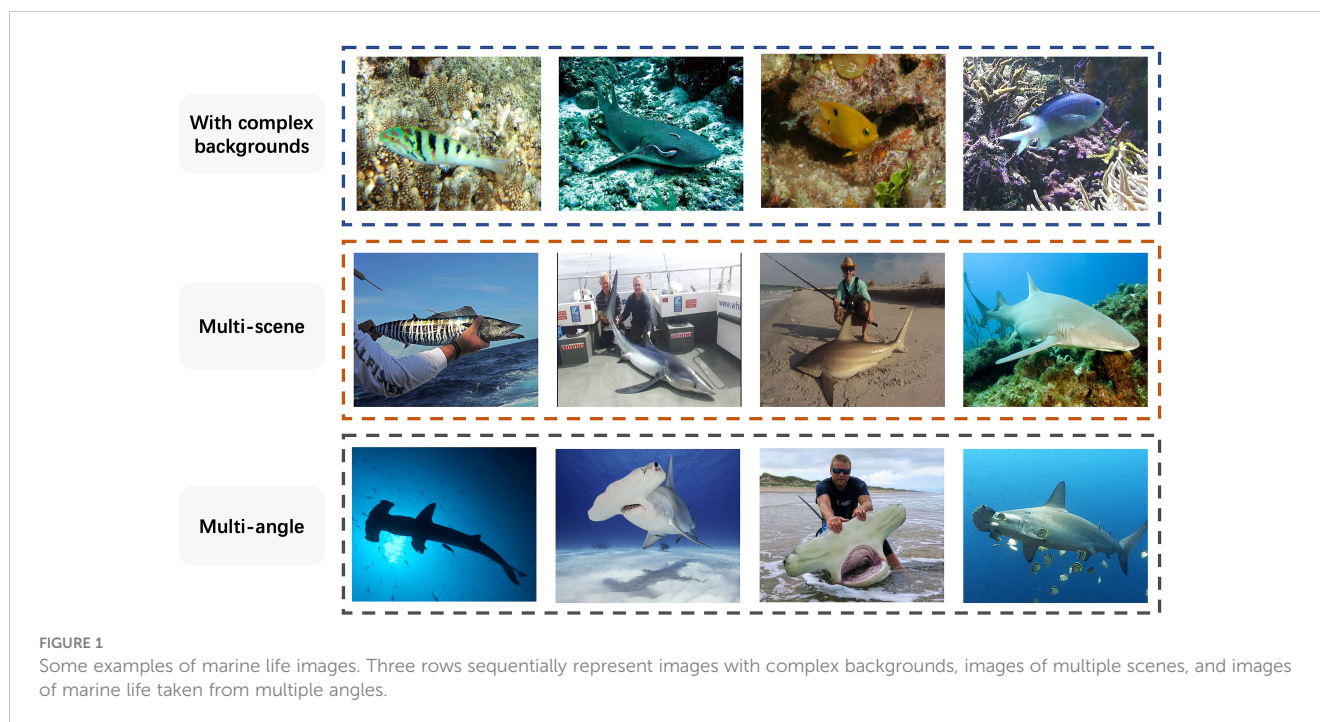 With complex
backgrounds
Multi-scene
Multi-angle
FIGURE 1
Some examples of marine life images. Three rows sequentially represent images with complex backgrounds, images of multiple scenes, and images
of marine life taken from multiple angles.